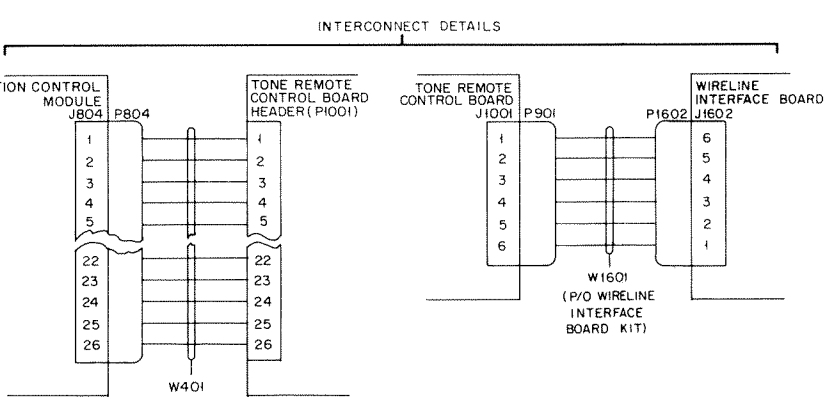 INTERCONNECT DETAILS
TION CONTROL
MODULE
J804 P804
1
2
3
4
5
22
23
24
25
26
TONE REMOTE
CONTROL BOARD
HEADER (P1001)
1
2
3
4
5
22
23
24
25
26
W401
TONE REMOTE
CONTROL BOARD
J1001 P901
1
2
3
4
5
6
WIRELINE
INTERFACE BOARD
P1602 J1602
6
5
4
3
2
1
W1601
(P/O WIRELINE
INTERFACE
BOARD KIT)